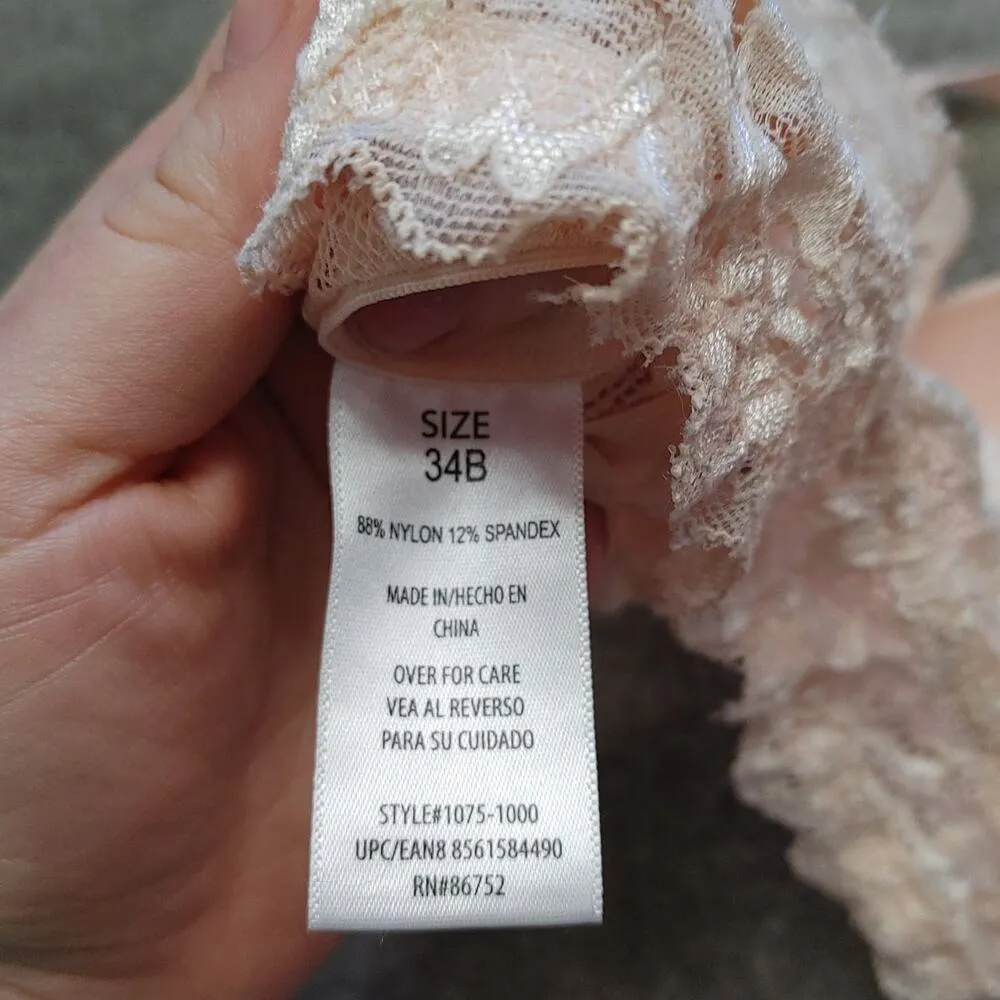 SIZE
34B
88% NYLON 12% SPANDEX
MADE IN/HECHO EN
CHINA
OVER FOR CARE
VEA AL REVERSO
PARA SU CUIDADO
STYLE#1075-1000
UPC/EAN8 8561584490
RN#86752